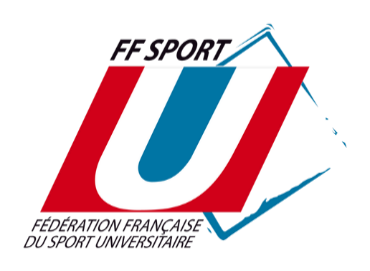 FF SPORT
U
FÉDÉRATION FRANÇAISE
DU SPORT UNIVERSITAIRE